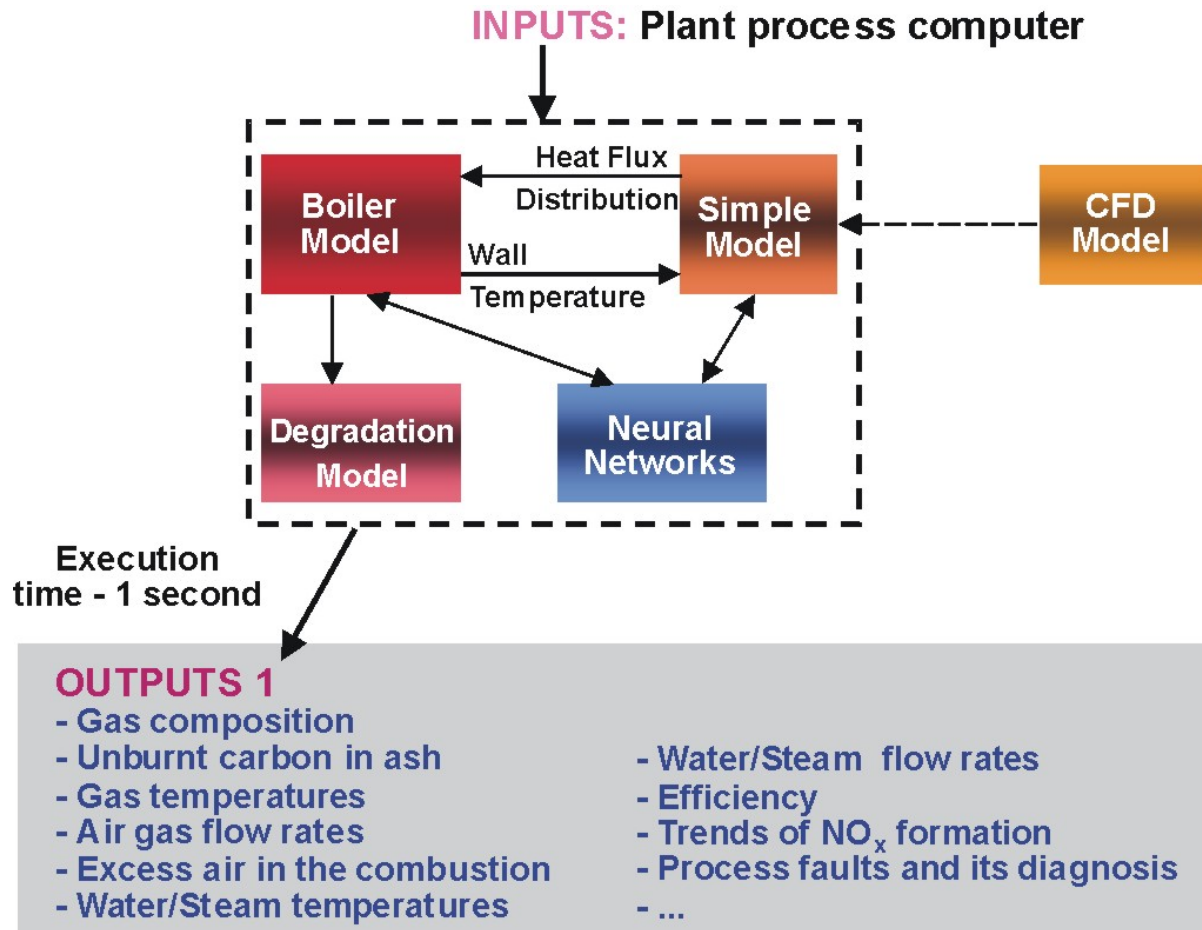 INPUTS: Plant process computer
Heat Flux
Distribution
Boiler
Model
Simple
Model
CFD
Model
Wall
Temperature
Degradation
Model
Neural
Networks
Execution
time - 1 second
OUTPUTS 1
- Gas composition
- Unburnt carbon in ash
- Gas temperatures
- Air gas flow rates
- Excess air in the combustion
- Water/Steam temperatures
- Water/Steam flow rates
- Efficiency
- Trends of NOx formation
- Process faults and its diagnosis
- ...